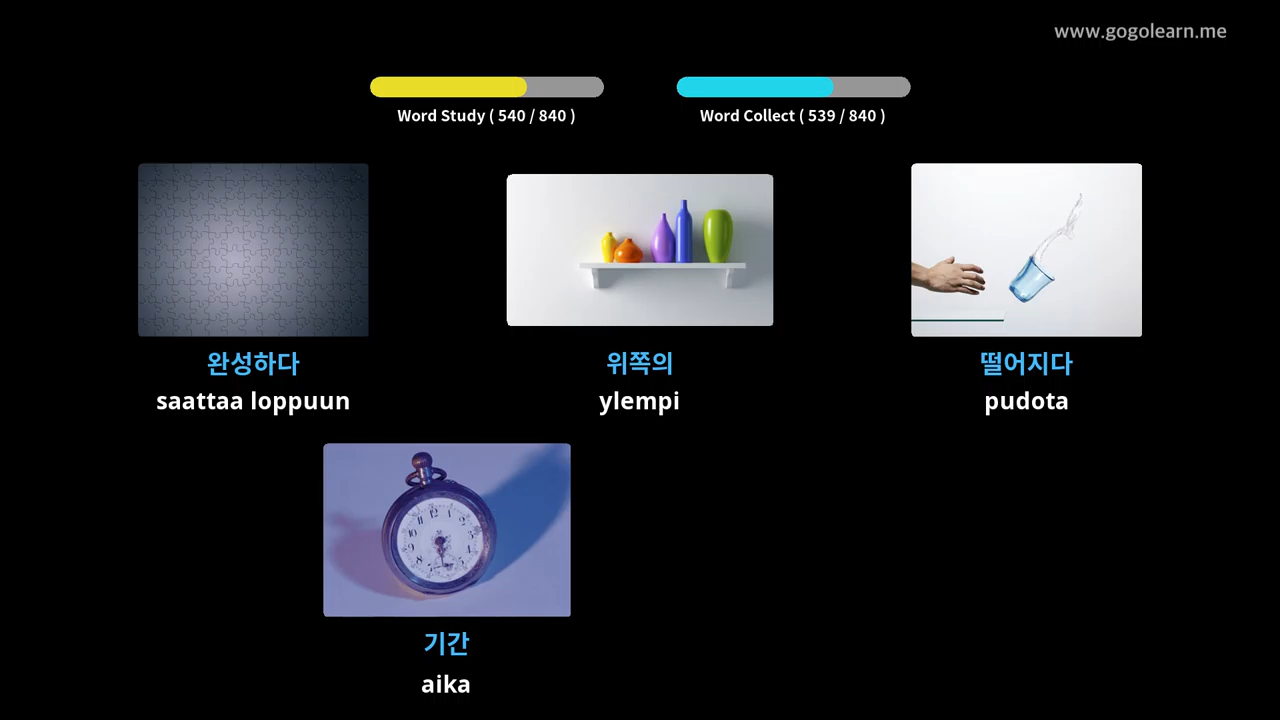 www.gogolearn.me
Word Study ( 540 / 840 )
Word Collect ( 539 / 840 )
완성하다
saattaa loppuun
위쪽의
ylempi
떨어지다
pudota
기간
aika